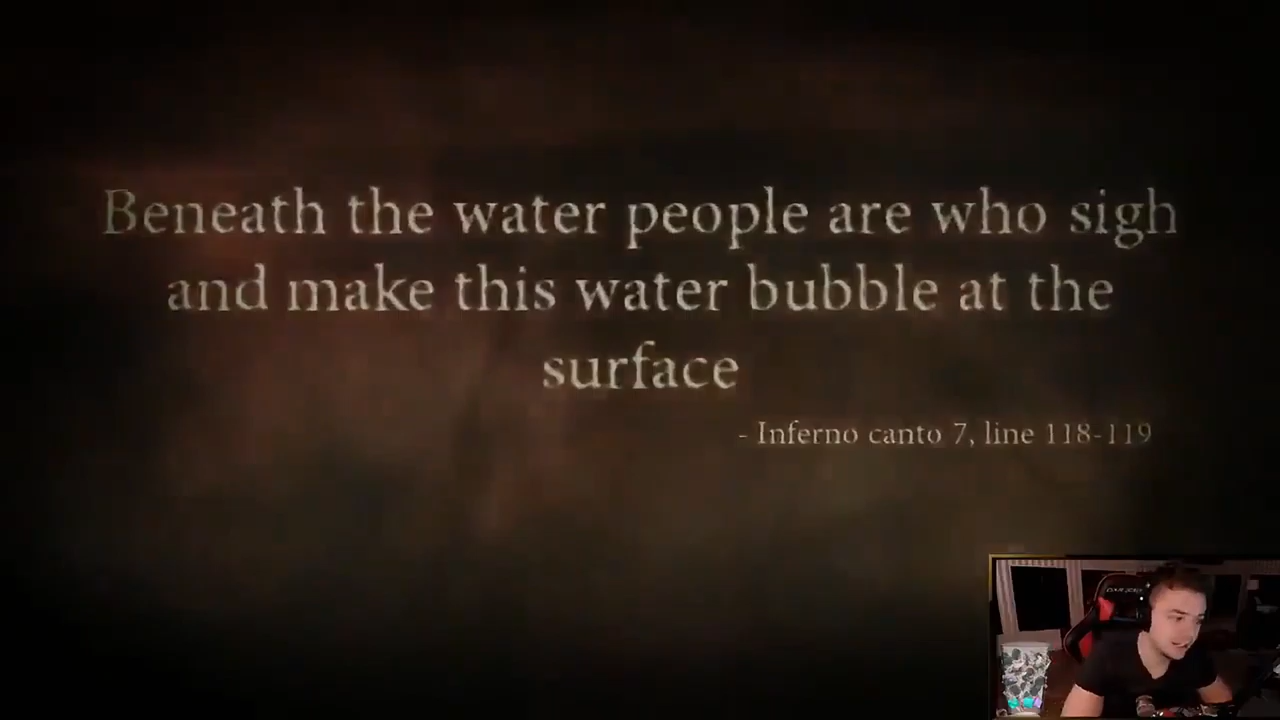 Beneath the water people are who sigh
and make this water bubble at the
surface
- Inferno canto 7, line 118-119